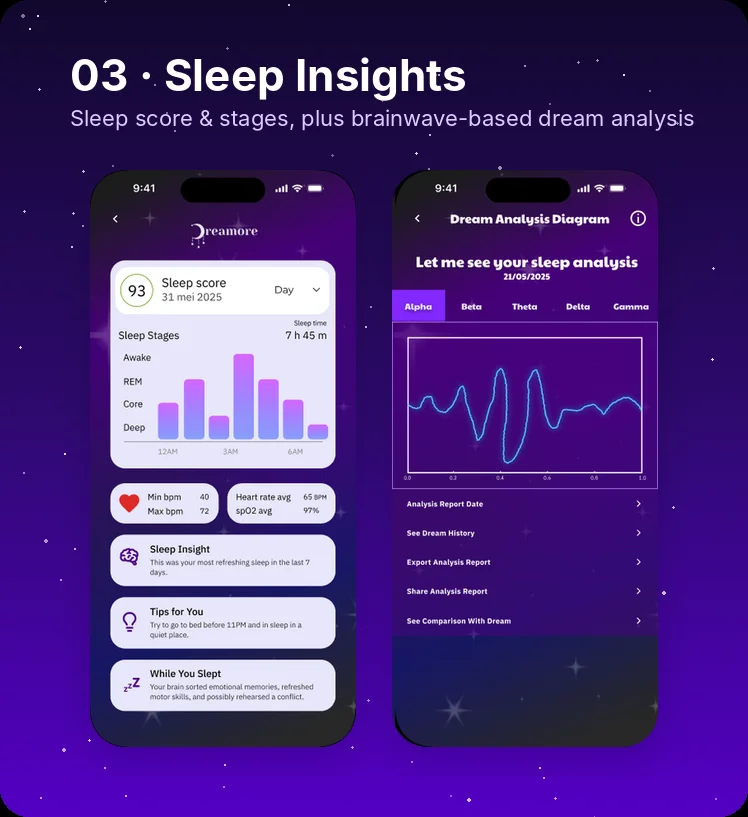 03 · Sleep Insights
Sleep score & stages, plus brainwave-based dream analysis
9:41
Dreamore
93
Sleep score
31 mei 2025
Day
Sleep time
Sleep Stages
7 h 45 m
Awake
REM
Core
Deep
12AM 3AM 6AM
Min bpm 40
Max bpm 72
Heart rate avg 65 BPM
spO2 avg 97%
Sleep Insight
This was your most refreshing sleep in the last 7
days.
Tips for You
Try to go to bed before 11PM and in sleep in a
quiet place.
While You Slept
Your brain sorted emotional memories, refreshed
motor skills, and possibly rehearsed a conflict.
9:41
Dream Analysis Diagram
Let me see your sleep analysis
21/05/2025
Alpha Beta Theta Delta Gamma
0.0 0.2 0.4 0.6 0.8 1.0
Analysis Report Date
See Dream History
Export Analysis Report
Share Analysis Report
See Comparison With Dream